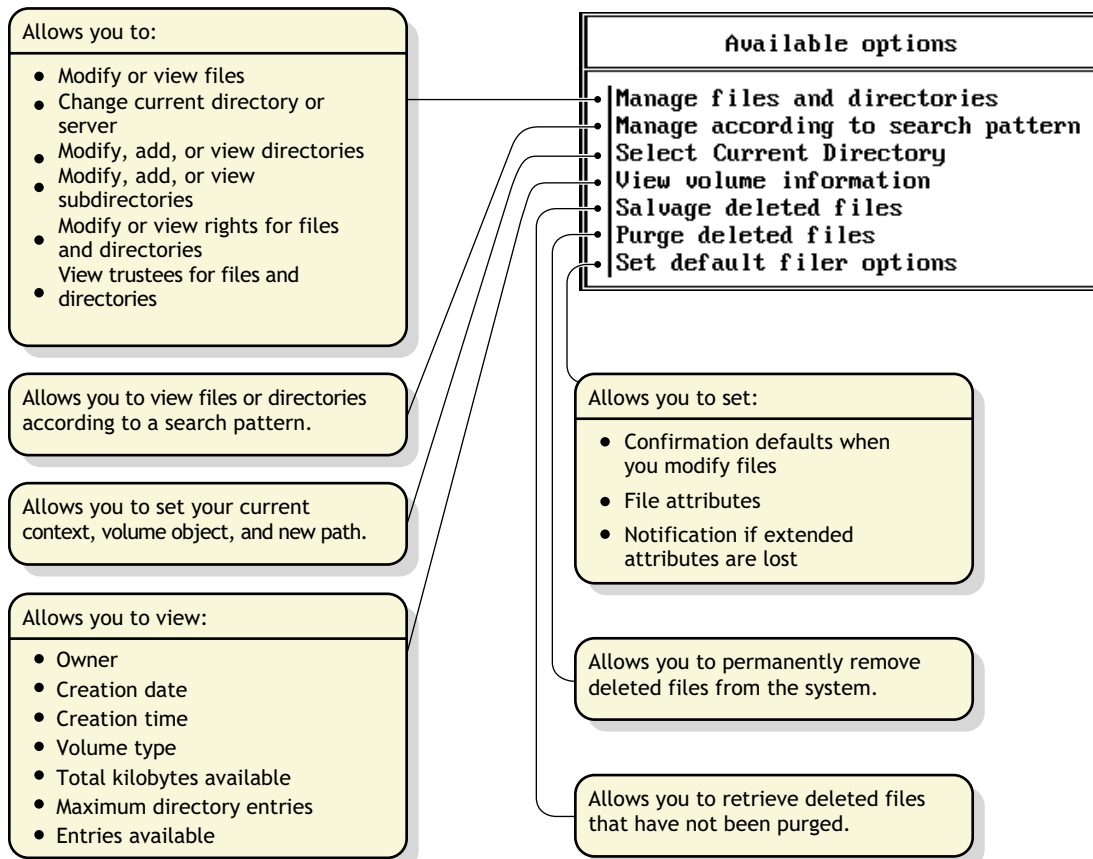 Allows you to:
• Modify or view files
• Change current directory or
server
• Modify, add, or view directories
• Modify, add, or view
subdirectories
• Modify or view rights for files
and directories
• View trustees for files and
directories
Allows you to view files or directories
according to a search pattern.
Allows you to set your current
context, volume object, and new path.
Allows you to view:
• Owner
• Creation date
• Creation time
• Volume type
• Total kilobytes available
• Maximum directory entries
• Entries available
Available options
Manage files and directories
Manage according to search pattern
Select Current Directory
View volume information
Salvage deleted files
Purge deleted files
Set default filer options
Allows you to set:
• Confirmation defaults when
you modify files
• File attributes
• Notification if extended
attributes are lost
Allows you to permanently remove
deleted files from the system.
Allows you to retrieve deleted files
that have not been purged.